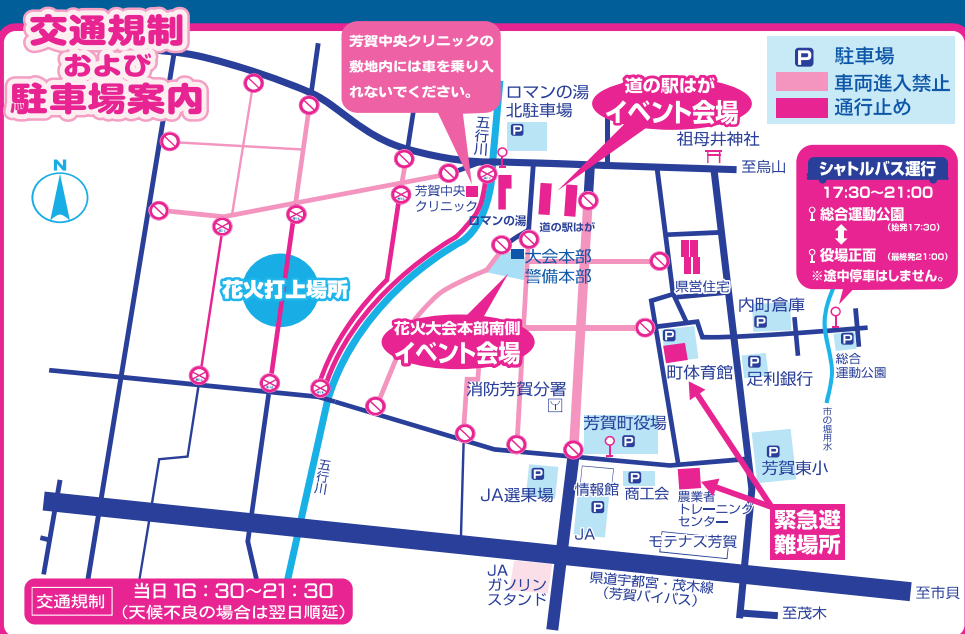 交通規制
および
駐車場案内
芳賀中央クリニックの
敷地内には車を乗り入
れないでください。
P 駐車場
車両進入禁止
通行止め
N
五行川
ロマンの湯
北駐車場
P
道の駅はが
イベント会場
祖母井神社
至烏山
シャトルバス運行
17:30〜21:00
総合運動公園
(始発17:30)
役場正面 (最終発21:00)
※途中停車はしません。
芳賀中央
クリニック
ロマンの湯
道の駅はが
大会本部
警備本部
県営住宅
花火打上場所
花火大会本部南側
イベント会場
内町倉庫
P
P
町体育館
P
足利銀行
P
総合
運動公園
市の堀用水
消防芳賀分署
芳賀町役場
P
P
芳賀東小
五行川
P
JA選果場
情報館
P
JA
P
商工会
農業者
トレーニング
センター
モテナス芳賀
緊急避
難場所
JA
ガソリン
スタンド
県道宇都宮・茂木線
(芳賀バイパス)
至市貝
至茂木
交通規制
当日16：30〜21：30
(天候不良の場合は翌日順延)